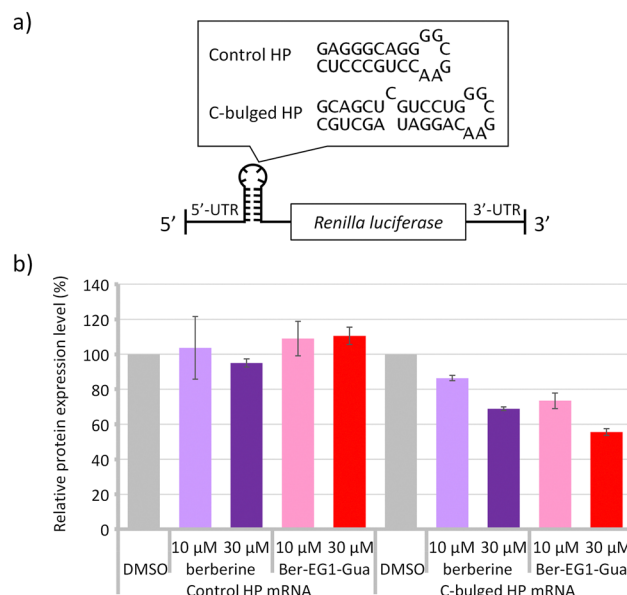 a)
GG
Control HP GAGGGCAGG C
CUCCCGUCC G
AA
C GG
C-bulged HP GCAGCU GUCCUG C
CGUCGA UAGGAC G
AA
5’-UTR 3’-UTR
5’ Renilla luciferase 3’
b)
Relative protein expression level (%)
140
120
100
80
60
40
20
0
10 µM 30 µM 10 µM 30 µM 10 µM 30 µM 10 µM 30 µM
DMSO berberine Ber-EG1-Gua DMSO berberine Ber-EG1-Gua
Control HP mRNA C-bulged HP mRNA